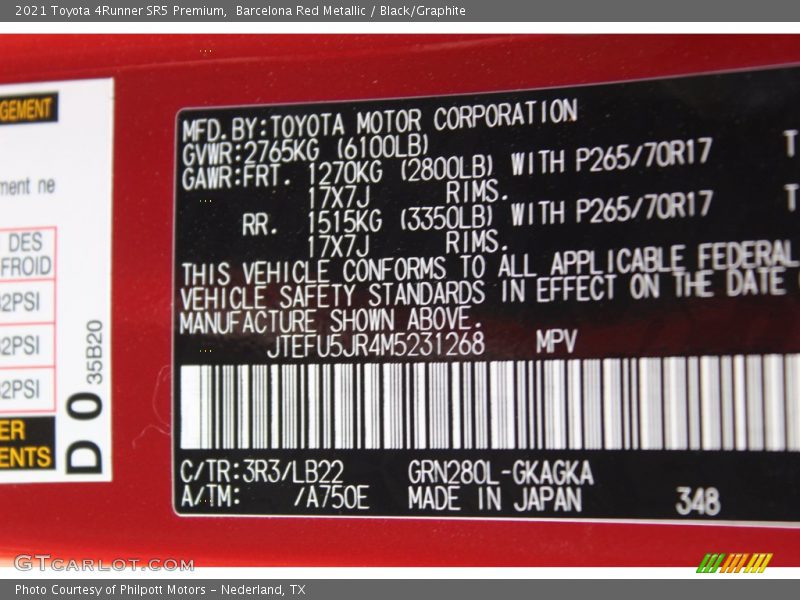 2021 Toyota 4Runner SR5 Premium,  Barcelona Red Metallic / Black/Graphite
GEMENT
ment ne
DES
FROID
2PSI
2PSI
2PSI
ER
ENTS
D 0
35B20
MFD.BY:TOYOTA MOTOR CORPORATION
GVWR:2765KG (6100LB)
GAWR:FRT. 1270KG (2800LB) WITH P265/70R17 T
17X7J RIMS.
RR. 1515KG (3350LB) WITH P265/70R17 T
17X7J RIMS.
THIS VEHICLE CONFORMS TO ALL APPLICABLE FEDERAL
VEHICLE SAFETY STANDARDS IN EFFECT ON THE DATE
MANUFACTURE SHOWN ABOVE.
JTEFU5JR4M5231268 MPV
C/TR:3R3/LB22 GRN280L-GKAGKA
A/TM: /A750E MADE IN JAPAN 348
GTCARLOT.COM
Photo Courtesy of Philpott Motors - Nederland, TX